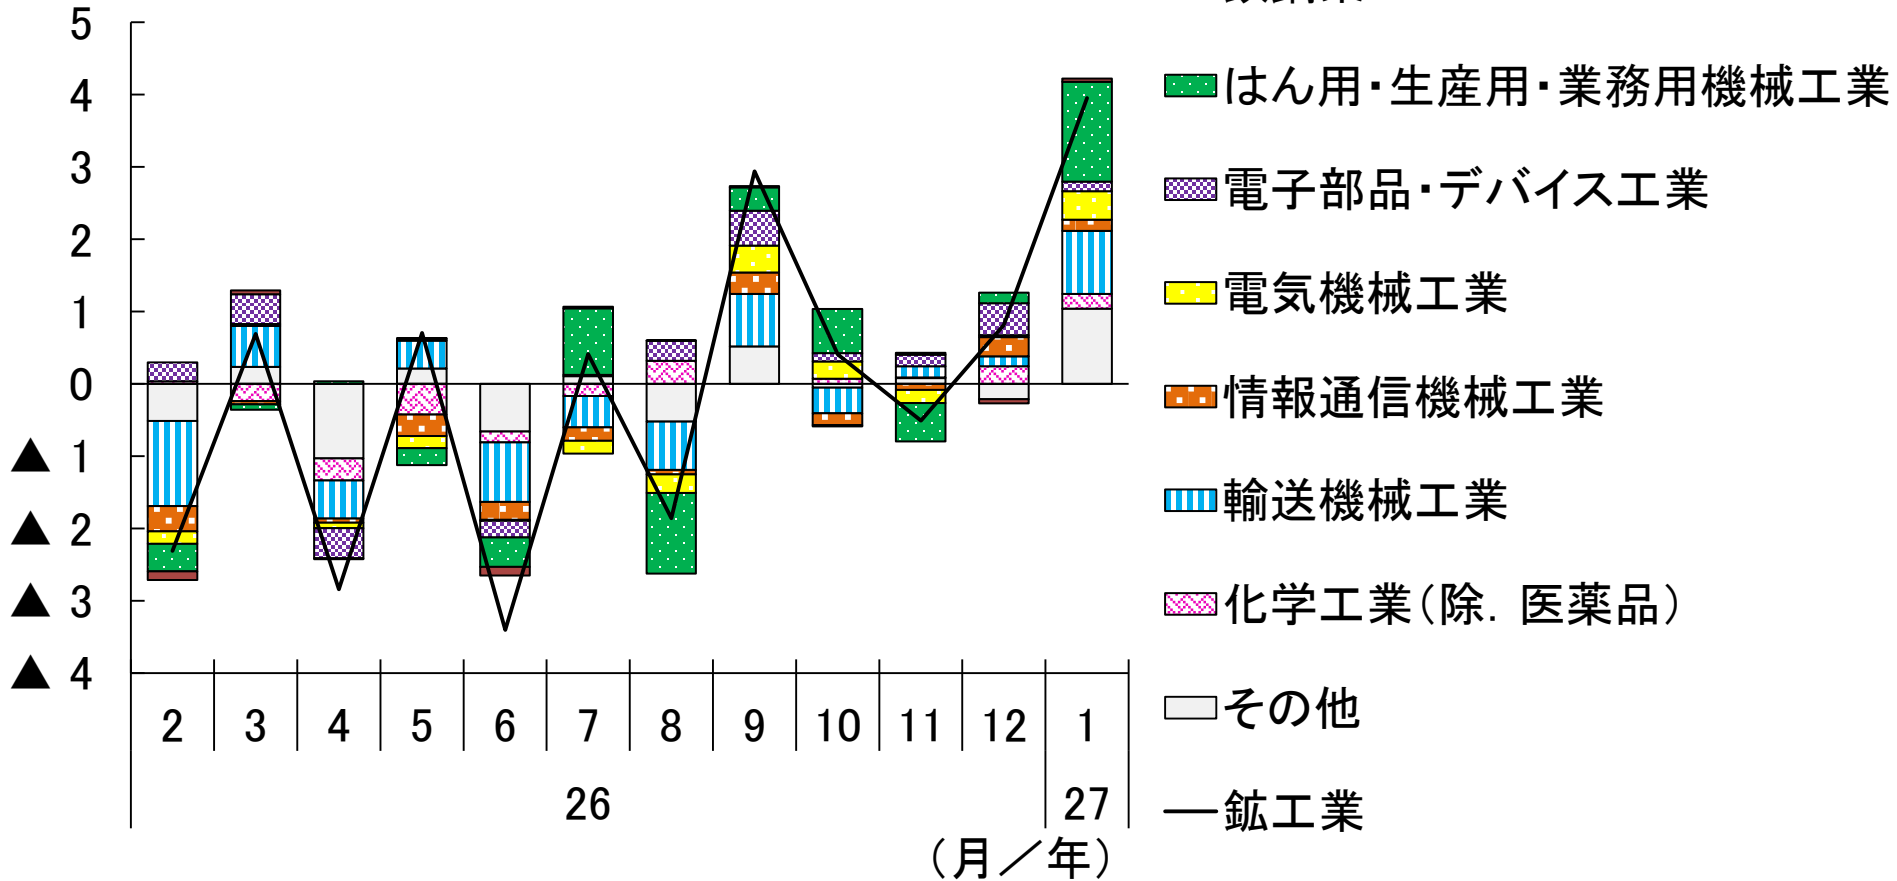 5
4
3
2
1
0
▲ 1
▲ 2
▲ 3
▲ 4
2 3 4 5 6 7 8 9 10 11 12 1
26 27
（月／年）
はん用・生産用・業務用機械工業
電子部品・デバイス工業
電気機械工業
情報通信機械工業
輸送機械工業
化学工業（除．医薬品）
その他
鉱工業